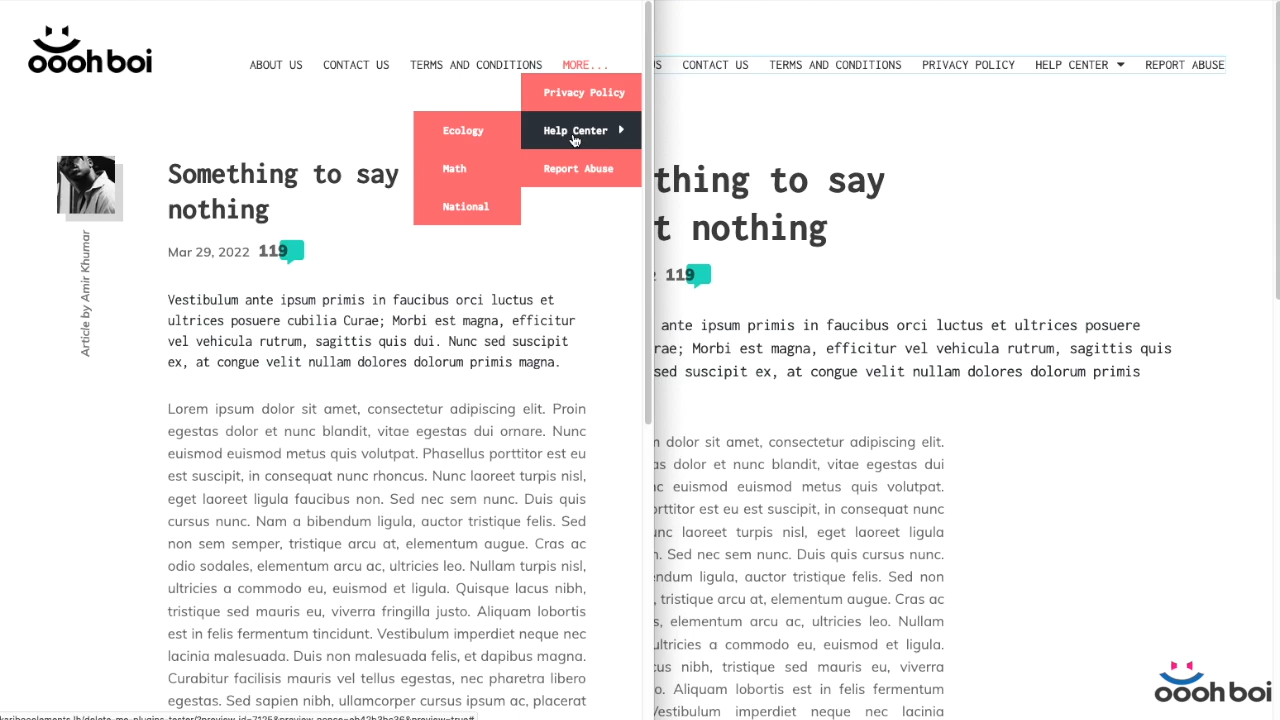 oooh boi
ABOUT US CONTACT US TERMS AND CONDITIONS MORE...
Privacy Policy
Help Center
Report Abuse
Ecology
Math
National
Something to say
nothing
Mar 29, 2022 119
Article by Amir Khumar
Vestibulum ante ipsum primis in faucibus orci luctus et
ultrices posuere cubilia Curae; Morbi est magna, efficitur
vel vehicula rutrum, sagittis quis dui. Nunc sed suscipit
ex, at congue velit nullam dolores dolorum primis magna.
Lorem ipsum dolor sit amet, consectetur adipiscing elit. Proin
egestas dolor et nunc blandit, vitae egestas dui ornare. Nunc
euismod euismod metus quis volutpat. Phasellus porttitor est eu
est suscipit, in consequat nunc rhoncus. Nunc laoreet turpis nisl,
eget laoreet ligula faucibus non. Sed nec sem nunc. Duis quis
cursus nunc. Nam a bibendum ligula, auctor tristique felis. Sed
non sem semper, tristique arcu at, elementum augue. Cras ac
odio sodales, elementum arcu ac, ultricies leo. Nullam turpis nisl,
ultricies a commodo eu, euismod et ligula. Quisque lacus nibh,
tristique sed mauris eu, viverra fringilla justo. Aliquam lobortis
est in felis fermentum tincidunt. Vestibulum imperdiet neque nec
lacinia malesuada. Duis non malesuada felis, et dapibus magna.
Curabitur facilisis mauris vel tellus egestas, nec pharetra libero
egestas. Sed sapien nibh, ullamcorper cursus ipsum ac, placerat
US CONTACT US TERMS AND CONDITIONS PRIVACY POLICY HELP CENTER REPORT ABUSE
thing to say
t nothing
119
ante ipsum primis in faucibus orci luctus et ultrices posuere
rae; Morbi est magna, efficitur vel vehicula rutrum, sagittis quis
sed suscipit ex, at congue velit nullam dolores dolorum primis
dolor sit amet, consectetur adipiscing elit.
as dolor et nunc blandit, vitae egestas dui
nc euismod euismod metus quis volutpat.
orttitor est eu est suscipit, in consequat nunc
unc laoreet turpis nisl, eget laoreet ligula
n. Sed nec sem nunc. Duis quis cursus nunc.
endum ligula, auctor tristique felis. Sed non
, tristique arcu at, elementum augue. Cras ac
s, elementum arcu ac, ultricies leo. Nullam
ultricies a commodo eu, euismod et ligula.
cus nibh, tristique sed mauris eu, viverra
o. Aliquam lobortis est in felis fermentum
Vestibulum imperdiet neque nec lacinia
oooh boi